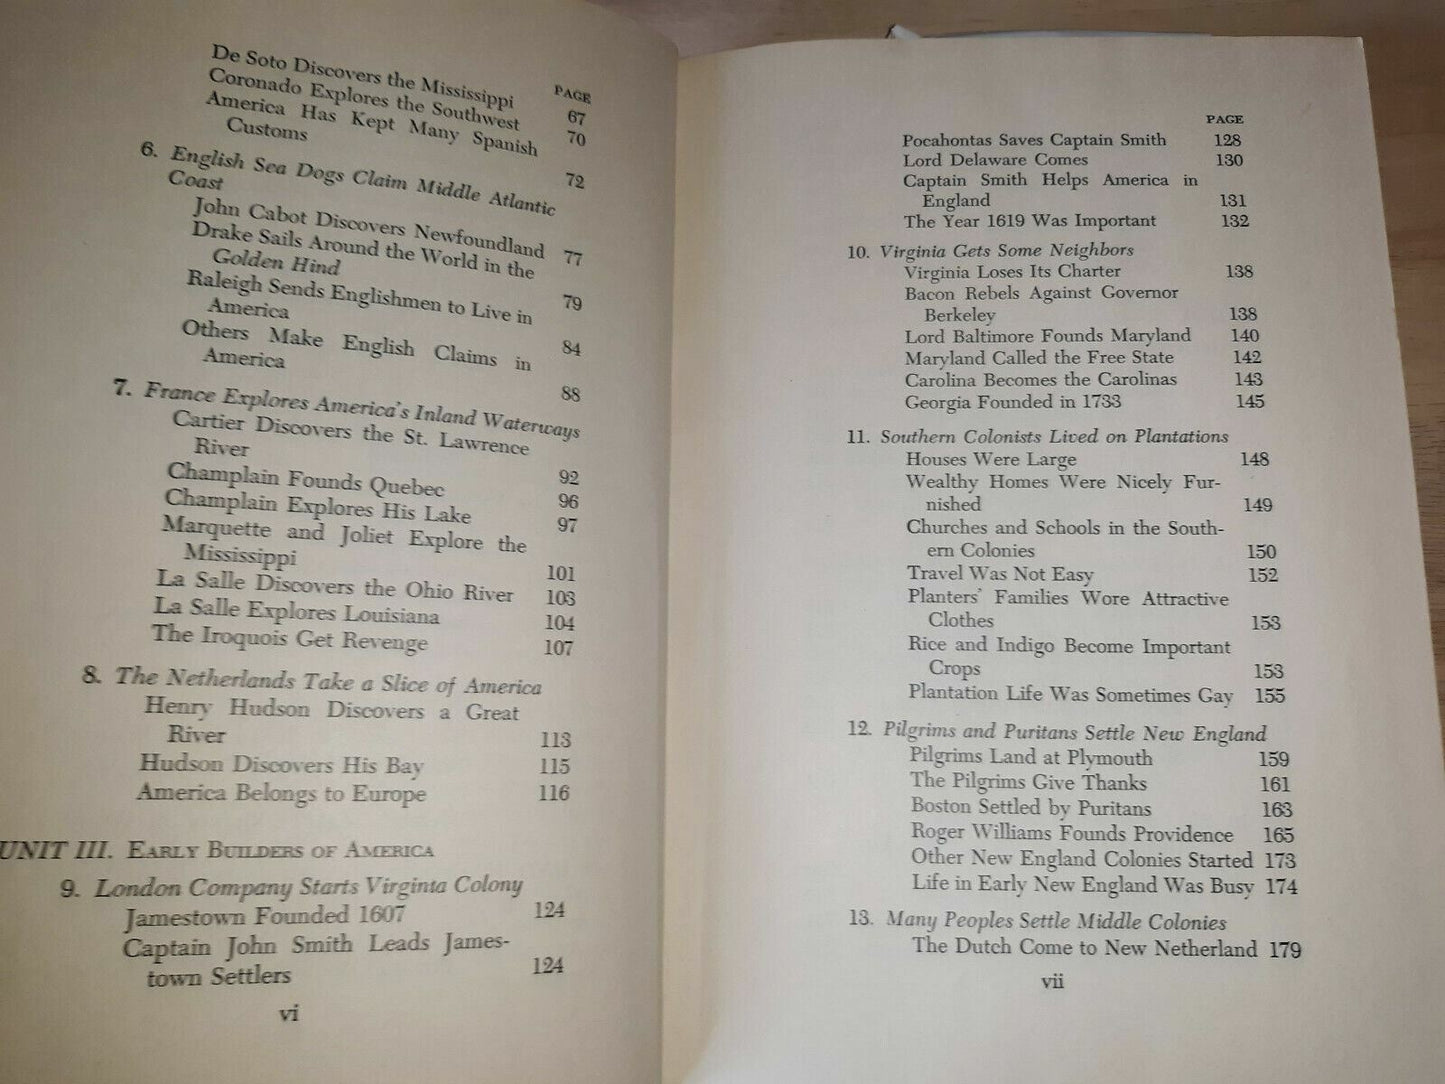 PAGE
De Soto Discovers the Mississippi 67
Coronado Explores the Southwest 70
America Has Kept Many Spanish
Customs 72
6. English Sea Dogs Claim Middle Atlantic
Coast
John Cabot Discovers Newfoundland 77
Drake Sails Around the World in the
Golden Hind 79
Raleigh Sends Englishmen to Live in
America 84
Others Make English Claims in
America 88
7. France Explores America's Inland Waterways
Cartier Discovers the St. Lawrence
River 92
Champlain Founds Quebec 96
Champlain Explores His Lake 97
Marquette and Joliet Explore the
Mississippi 101
La Salle Discovers the Ohio River 103
La Salle Explores Louisiana 104
The Iroquois Get Revenge 107
8. The Netherlands Take a Slice of America
Henry Hudson Discovers a Great
River 113
Hudson Discovers His Bay 115
America Belongs to Europe 116
UNIT III. EARLY BUILDERS OF AMERICA
9. London Company Starts Virginia Colony
Jamestown Founded 1607 124
Captain John Smith Leads James-
town Settlers 124
vi
PAGE
Pocahontas Saves Captain Smith 128
Lord Delaware Comes 130
Captain Smith Helps America in
England 131
The Year 1619 Was Important 132
10. Virginia Gets Some Neighbors
Virginia Loses Its Charter 138
Bacon Rebels Against Governor
Berkeley 138
Lord Baltimore Founds Maryland 140
Maryland Called the Free State 142
Carolina Becomes the Carolinas 143
Georgia Founded in 1733 145
11. Southern Colonists Lived on Plantations
Houses Were Large 148
Wealthy Homes Were Nicely Fur-
nished 149
Churches and Schools in the South-
ern Colonies 150
Travel Was Not Easy 152
Planters' Families Wore Attractive
Clothes 153
Rice and Indigo Become Important
Crops 153
Plantation Life Was Sometimes Gay 155
12. Pilgrims and Puritans Settle New England
Pilgrims Land at Plymouth 159
The Pilgrims Give Thanks 161
Boston Settled by Puritans 163
Roger Williams Founds Providence 165
Other New England Colonies Started 173
Life in Early New England Was Busy 174
13. Many Peoples Settle Middle Colonies
The Dutch Come to New Netherland 179
vii